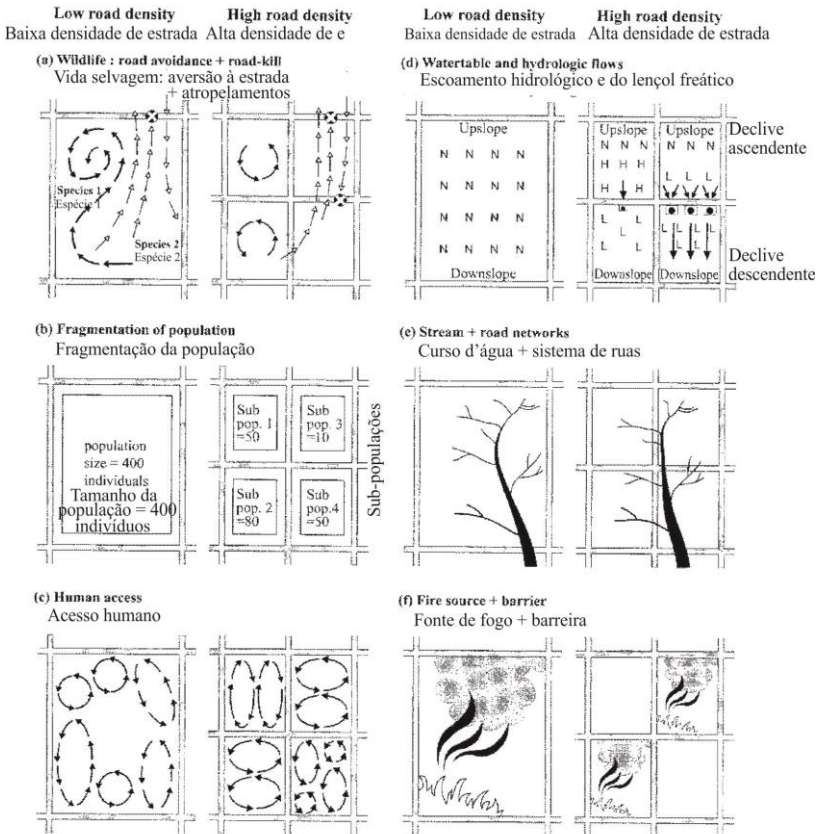 Low road density
High road density
Baixa densidade de estrada
Alta densidade de e
(a) Wildlife : road avoidance + road-kill
Vida selvagem: aversão à estrada
+ atropelamentos
Species 1
Espécie 1
Species 2
Espécie 2
(b) Fragmentation of population
Fragmentação da população
population
size = 400
individuals
Tamanho da
população = 400
indivíduos
Sub
pop. 1
=50
Sub
pop. 3
=10
Sub
pop. 2
=80
Sub
pop.4
=50
Sub-populações
(c) Human access
Acesso humano
Low road density
High road density
Baixa densidade de estrada
Alta densidade de estrada
(d) Watertable and hydrologic flows
Escoamento hidrológico e do lençol freático
Upslope
N N N N
N N N N
N N N N
N N N N
Downslope
Upslope
N N N
H H H
H H
L L
L
L L
Downslope
Upslope
N N N
L L
L L L
L L
Downslope
Declive
ascendente
Declive
descendente
(e) Stream + road networks
Curso d’água + sistema de ruas
(f) Fire source + barrier
Fonte de fogo + barreira